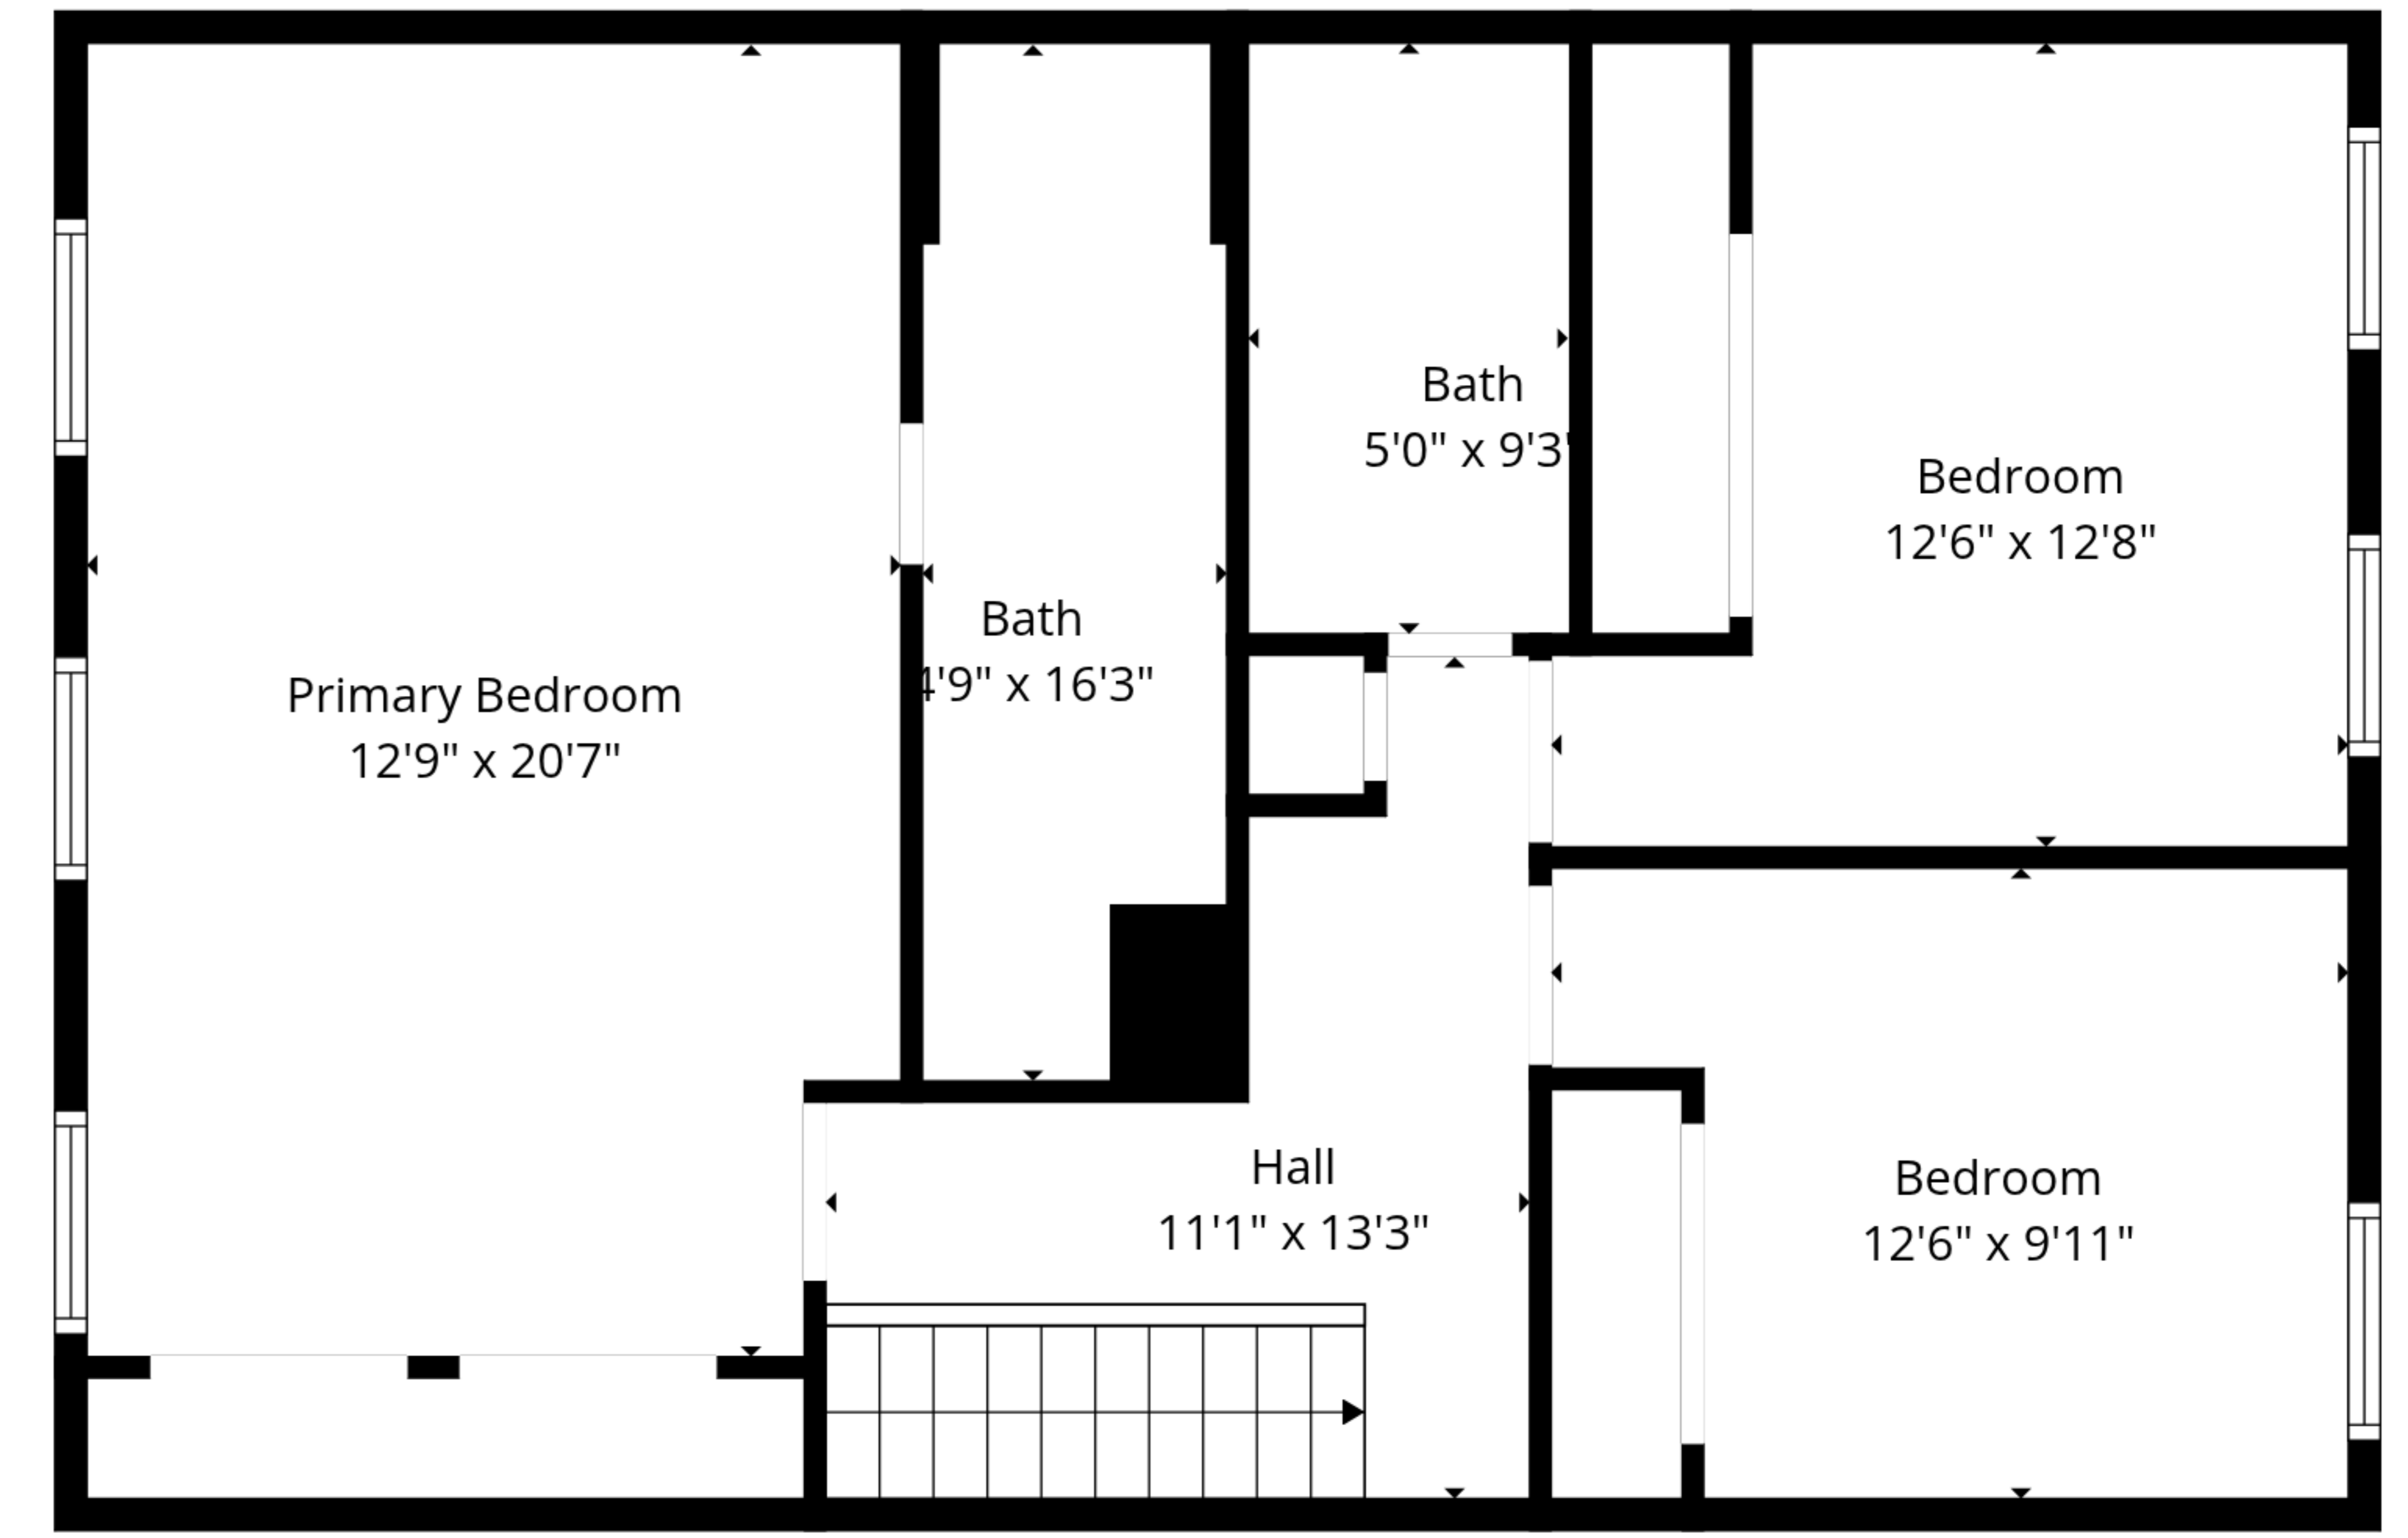 Bath
5'0" x 9'3"
Bedroom
12'6" x 12'8"
Bath
4'9" x 16'3"
Primary Bedroom
12'9" x 20'7"
Hall
11'1" x 13'3"
Bedroom
12'6" x 9'11"